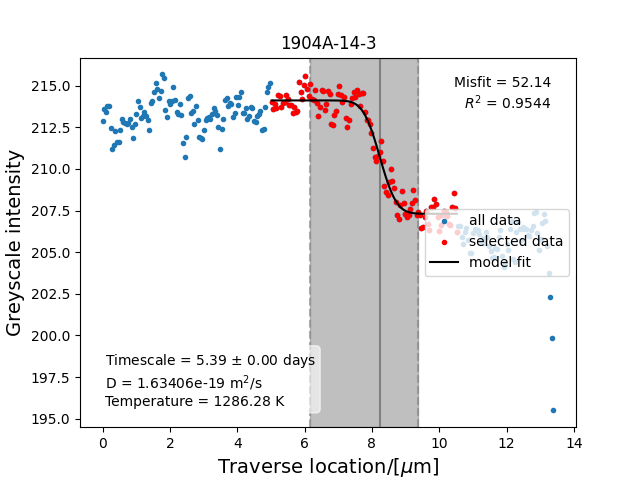 1904A-14-3
Greyscale intensity
215.0
212.5
210.0
207.5
205.0
202.5
200.0
197.5
195.0
Misfit = 52.14
R² = 0.9544
all data
selected data
model fit
Timescale = 5.39 ± 0.00 days
D = 1.63406e-19 m²/s
Temperature = 1286.28 K
0 2 4 6 8 10 12 14
Traverse location/[μm]